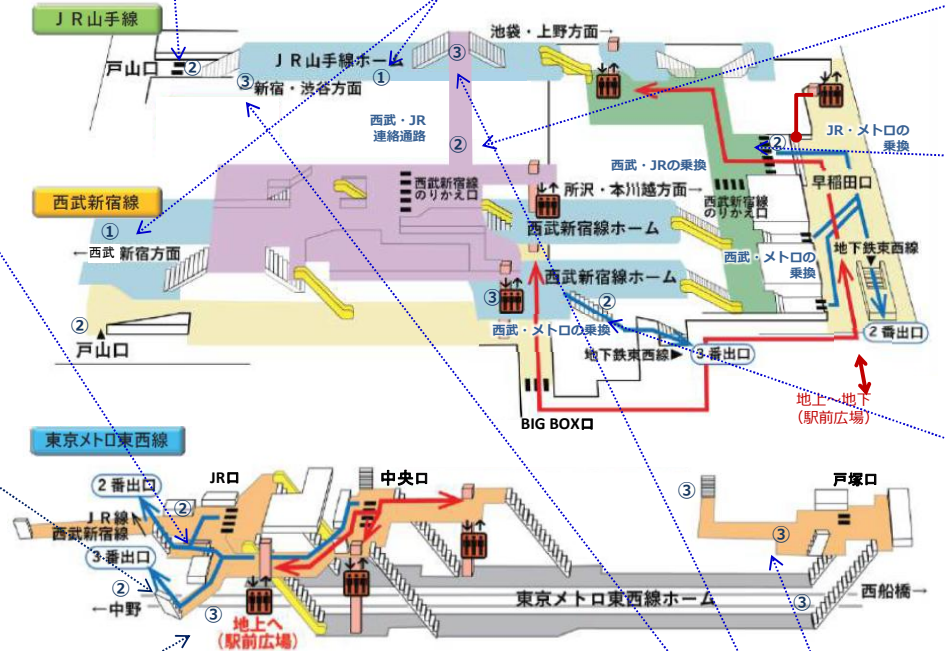 JR山手線
池袋・上野方面→
戸山口
②
JR山手線ホーム
③
①
③
新宿・渋谷方面
西武・JR
連絡通路
②
JR・メトロの
乗換
②
西武・JRの乗換
西武新宿線
のりかえ口
所沢・本川越方面→
西武新宿線
のりかえ口
早稲田口
西武新宿線
①
←西武 新宿方面
西武新宿線ホーム
西武・メトロの
乗換
地下鉄東西線
▼
西武新宿線ホーム
③
②
②
戸山口
西武・メトロの乗換
2番出口
地下鉄東西線▶
3番出口
地上~地下
(駅前広場)
BIG BOX口
東京メトロ東西線
JR口
中央口
戸塚口
2番出口
②
③
JR線
西武新宿線
③
3番出口
②
←中野
③
地上へ
(駅前広場)
東京メトロ東西線ホーム
③
西船橋→